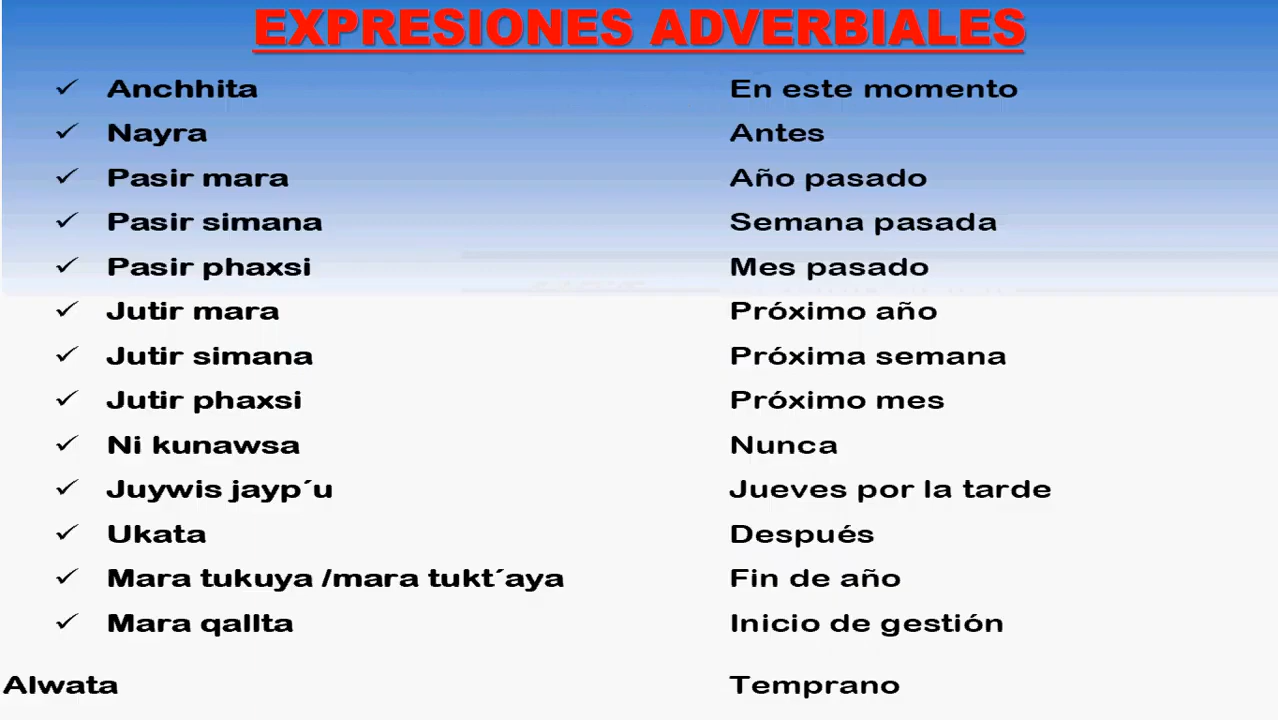 EXPRESIONES ADVERBIALES
✓ Anchhita En este momento
✓ Nayra Antes
✓ Pasir mara Año pasado
✓ Pasir simana Semana pasada
✓ Pasir phaxsi Mes pasado
✓ Jutir mara Próximo año
✓ Jutir simana Próxima semana
✓ Jutir phaxsi Próximo mes
✓ Ni kunawsa Nunca
✓ Juywis jayp´u Jueves por la tarde
✓ Ukata Después
✓ Mara tukuya /mara tukt´aya Fin de año
✓ Mara qallta Inicio de gestión
Alwata Temprano